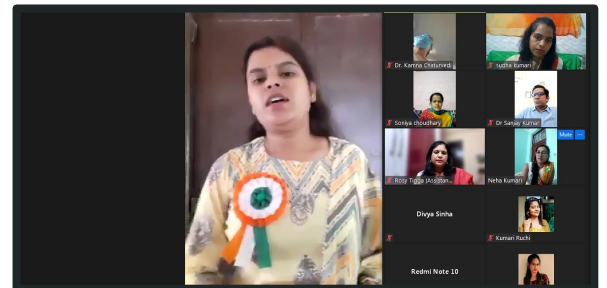 Dr. Kamna Chaturvedi
sudha kumari
Soniya choudhary
Dr Sanjay Kumar
Mute
Rosy Tigga (Assistan...
Neha Kumari
Divya Sinha
Kumari Ruchi
Redmi Note 10